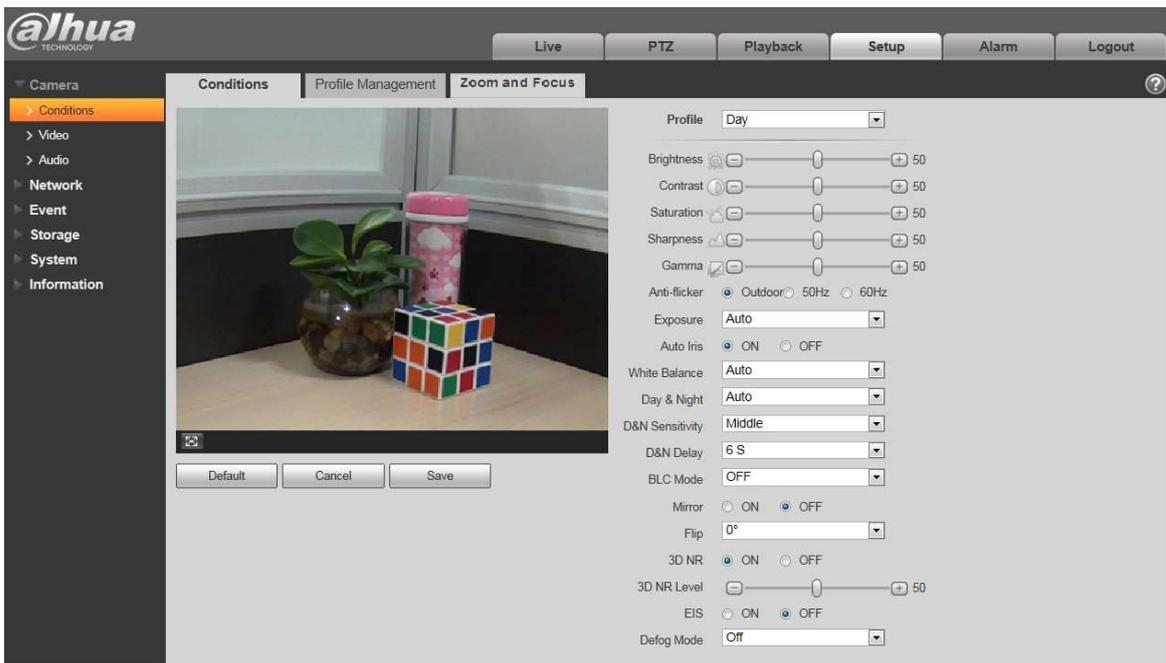 alhua
TECHNOLOGY
Live PTZ Playback Setup Alarm Logout
Camera
Conditions
Video
Audio
Network
Event
Storage
System
Information
Conditions Profile Management Zoom and Focus ?
Default Cancel Save
Profile Day
Brightness 50
Contrast 50
Saturation 50
Sharpness 50
Gamma 50
Anti-flicker Outdoor 50Hz 60Hz
Exposure Auto
Auto Iris ON OFF
White Balance Auto
Day & Night Auto
D&N Sensitivity Middle
D&N Delay 6 S
BLC Mode OFF
Mirror ON OFF
Flip 0°
3D NR ON OFF
3D NR Level 50
EIS ON OFF
Defog Mode Off